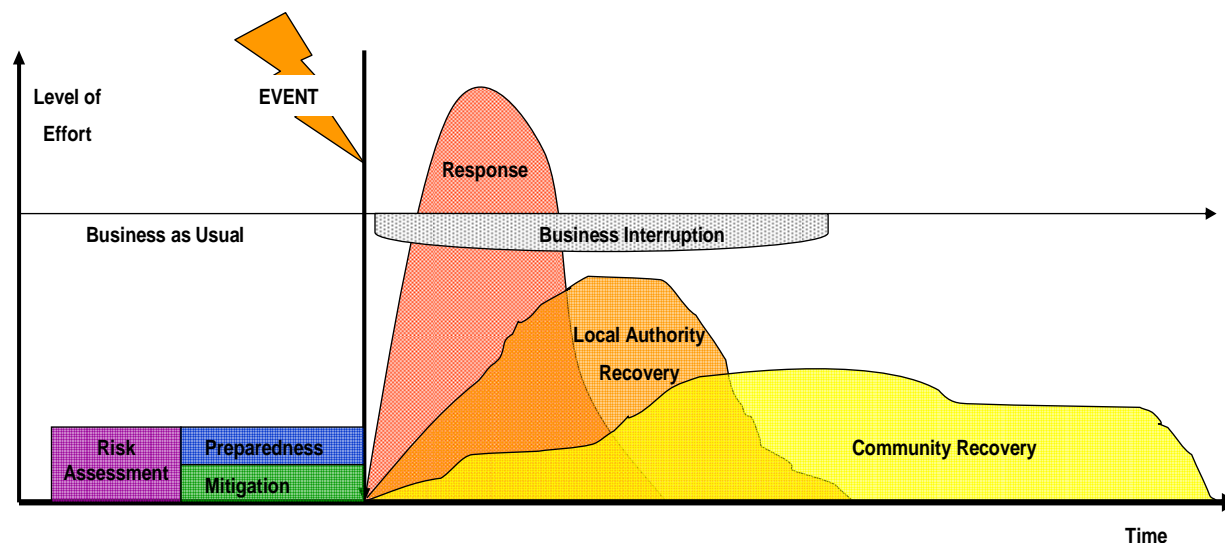 Level of
Effort
EVENT
Response
Business as Usual
Business Interruption
Local Authority
Recovery
Risk
Assessment
Preparedness
Mitigation
Community Recovery
Time